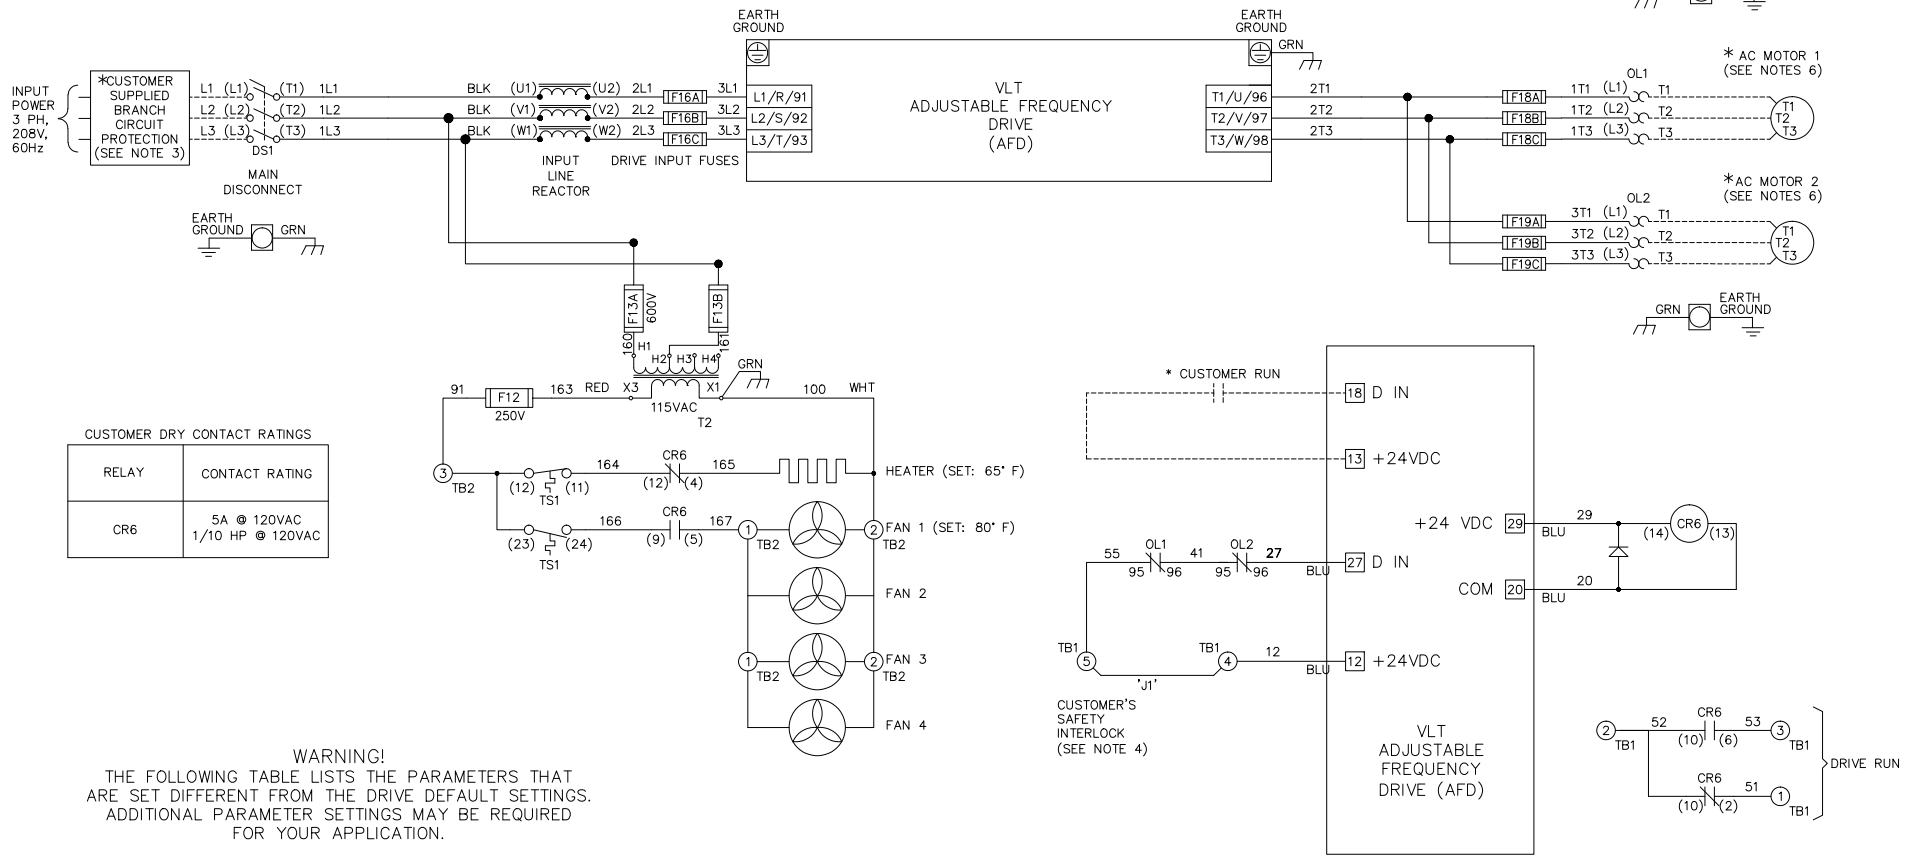 EARTH
GROUND
EARTH
GROUND
GRN
INPUT
POWER
3 PH,
208V,
60Hz
*CUSTOMER
SUPPLIED
BRANCH
CIRCUIT
PROTECTION
(SEE NOTE 3)
L1 (L1) (T1) 1L1
L2 (L2) (T2) 1L2
L3 (L3) (T3) 1L3
DS1
MAIN
DISCONNECT
BLK (U1) (U2) 2L1 F16A 3L1
BLK (V1) (V2) 2L2 F16B 3L2
BLK (W1) (W2) 2L3 F16C 3L3
INPUT
LINE
REACTOR
DRIVE INPUT FUSES
L1/R/91
L2/S/92
L3/T/93
VLT
ADJUSTABLE FREQUENCY
DRIVE
(AFD)
T1/U/96
T2/V/97
T3/W/98
2T1
2T2
2T3
F18A 1T1 (L1) OL1 T1
F18B 1T2 (L2) T2
F18C 1T3 (L3) T3
* AC MOTOR 1
(SEE NOTES 6)
T1
T2
T3
F19A 3T1 (L1) OL2 T1
F19B 3T2 (L2) T2
F19C 3T3 (L3) T3
*AC MOTOR 2
(SEE NOTES 6)
T1
T2
T3
GRN
EARTH
GROUND
EARTH
GROUND
GRN
F13A
600V
F13B
160
161
H1
H2
H3
H4
GRN
91
F12
250V
163
RED
X3
X1
115VAC
T2
100
WHT
3
TB2
(12) (11)
TS1
164
CR6
(12) (4)
165
HEATER (SET: 65° F)
(23) (24)
TS1
166
CR6
(9) (5)
167
1
TB2
2
TB2
FAN 1 (SET: 80° F)
FAN 2
1
TB2
2
TB2
FAN 3
FAN 4
CUSTOMER DRY CONTACT RATINGS
RELAY CONTACT RATING
CR6
5A @ 120VAC
1/10 HP @ 120VAC
WARNING!
THE FOLLOWING TABLE LISTS THE PARAMETERS THAT
ARE SET DIFFERENT FROM THE DRIVE DEFAULT SETTINGS.
ADDITIONAL PARAMETER SETTINGS MAY BE REQUIRED
FOR YOUR APPLICATION.
* CUSTOMER RUN
18 D IN
13 +24VDC
55
OL1
95 96
41
OL2
95 96
27
BLU
27 D IN
TB1
5
TB1
4
12
BLU
12 +24VDC
'J1'
CUSTOMER'S
SAFETY
INTERLOCK
(SEE NOTE 4)
+24 VDC 29
BLU
29
(14)
CR6
(13)
COM 20
BLU
20
VLT
ADJUSTABLE
FREQUENCY
DRIVE (AFD)
2
TB1
52
CR6
(10) (6)
53
3
TB1
CR6
(10) (2)
51
1
TB1
DRIVE RUN